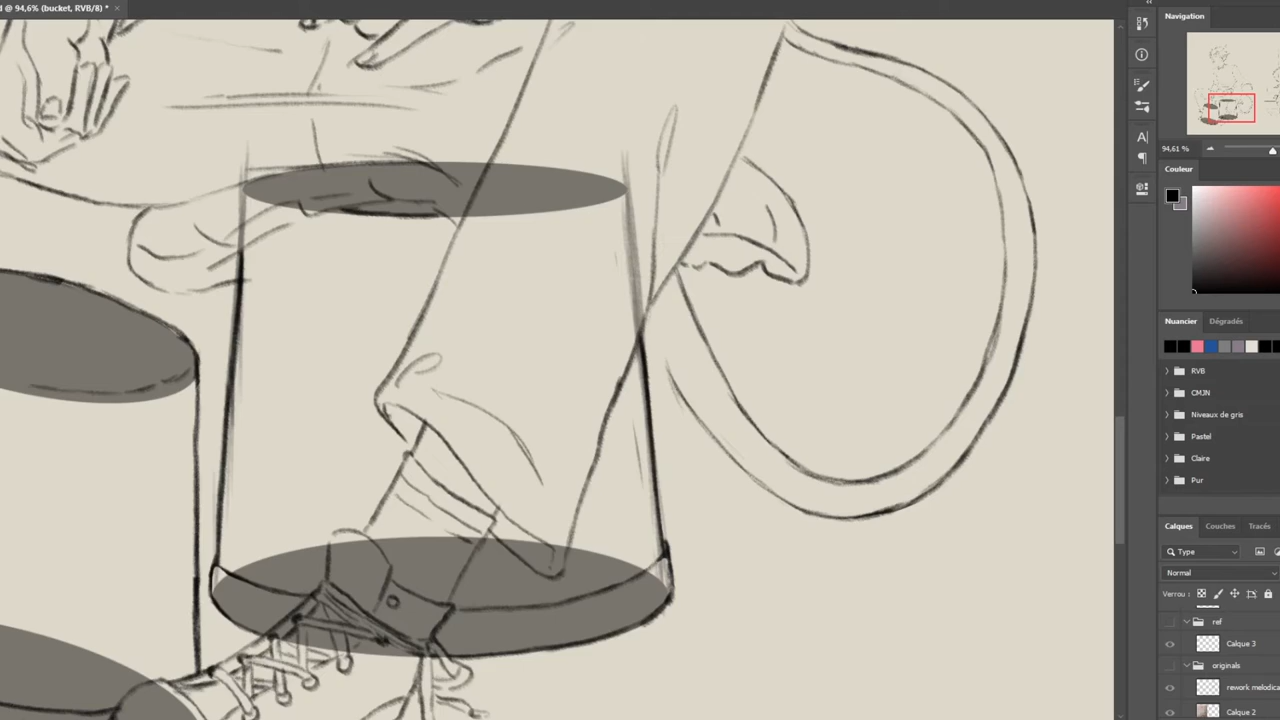 d @ 94,6% (bucket, RVB/8) *
Navigation
94,61 %
Couleur
Nuancier Dégradés
RVB
CMJN
Niveaux de gris
Pastel
Claire
Pur
Calques Couches Tracés
Type
Normal
Verrou :
ref
Calque 3
originals
rework melodica
Calque 2